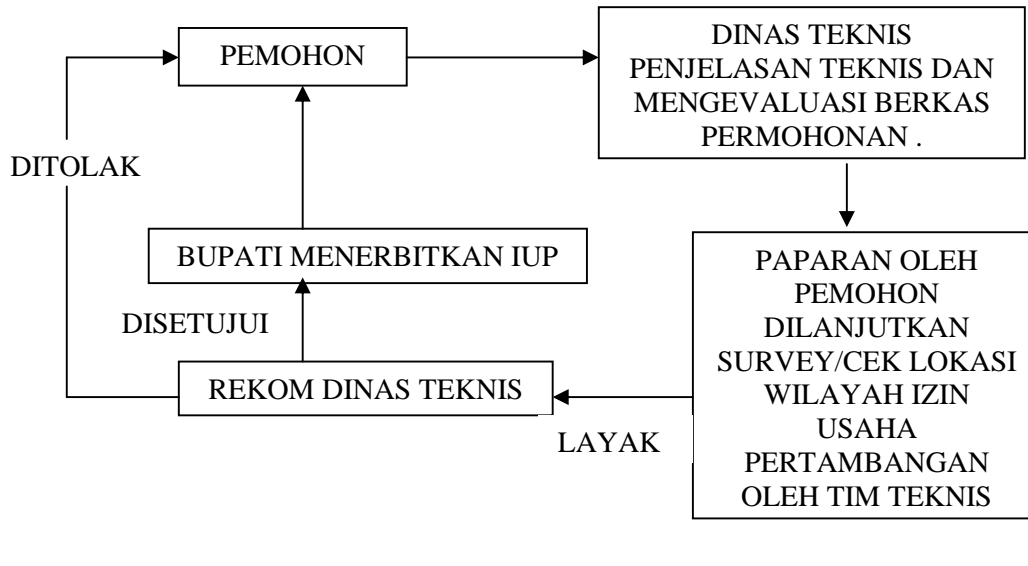 PEMOHON
DINAS TEKNIS
PENJELASAN TEKNIS DAN
MENGEVALUASI BERKAS
PERMOHONAN .
DITOLAK
BUPATI MENERBITKAN IUP
PAPARAN OLEH
PEMOHON
DILANJUTKAN
SURVEY/CEK LOKASI
WILAYAH IZIN
USAHA
PERTAMBANGAN
OLEH TIM TEKNIS
DISETUJUI
REKOM DINAS TEKNIS
LAYAK